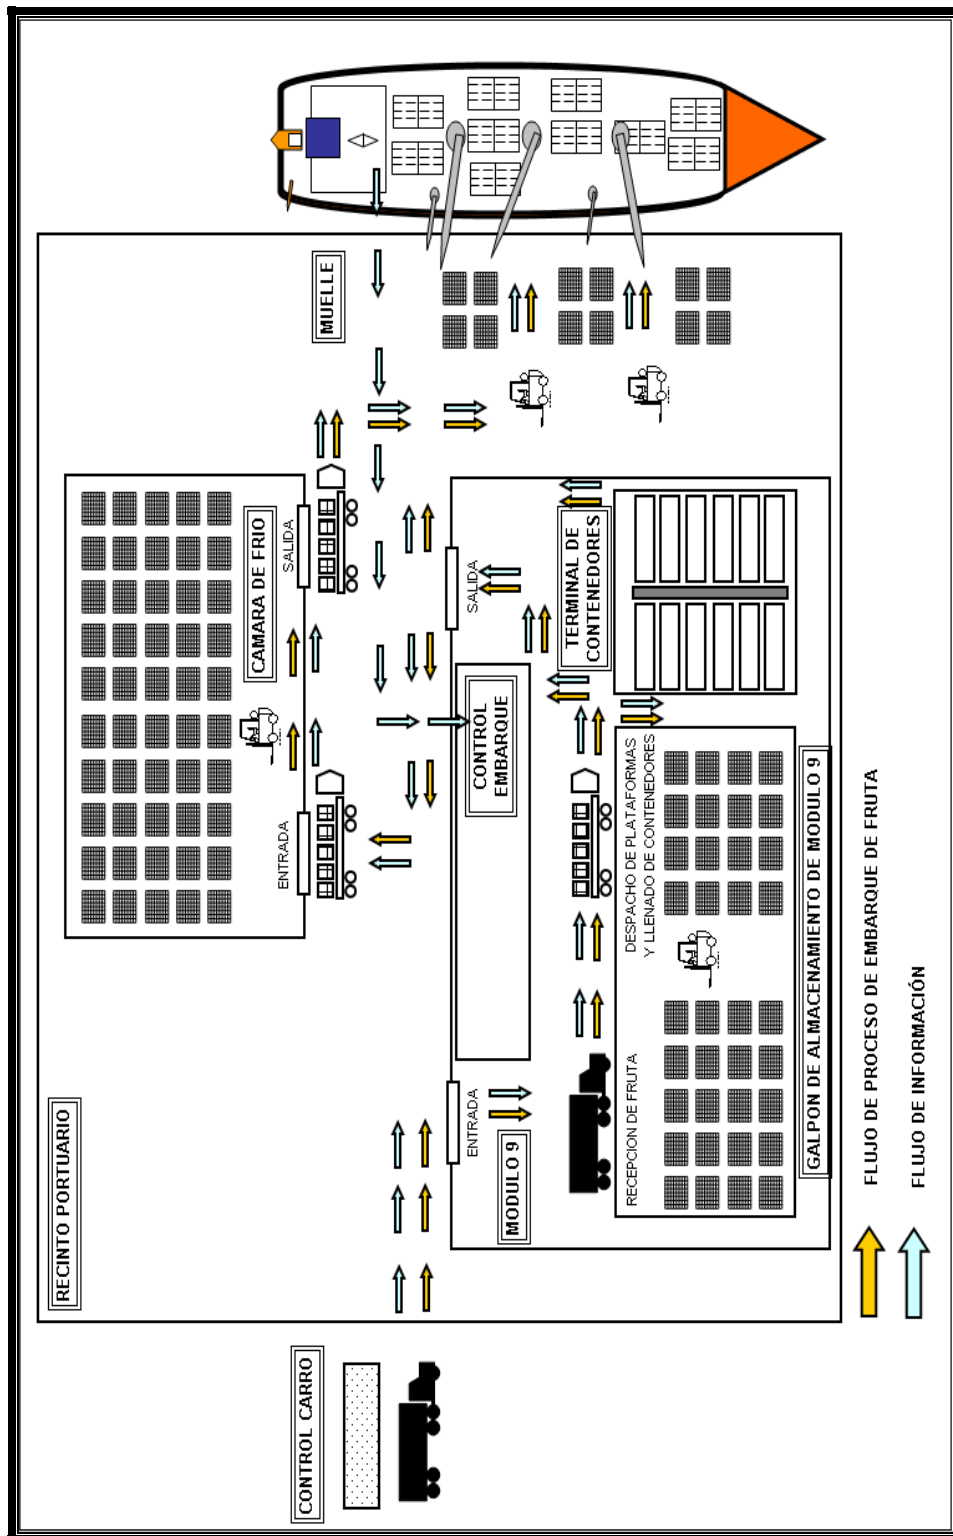 CONTROL CARRO
RECINTO PORTUARIO
CAMARA DE FRIO
ENTRADA
SALIDA
MUELLE
MODULO 9
ENTRADA
CONTROL
EMBARQUE
SALIDA
TERMINAL DE
CONTENEDORES
RECEPCION DE FRUTA
DESPACHO DE PLATAFORMAS
Y LLENADO DE CONTENEDORES
GALPON DE ALMACENAMIENTO DE MODULO 9
FLUJO DE PROCESO DE EMBARQUE DE FRUTA
FLUJO DE INFORMACIÓN